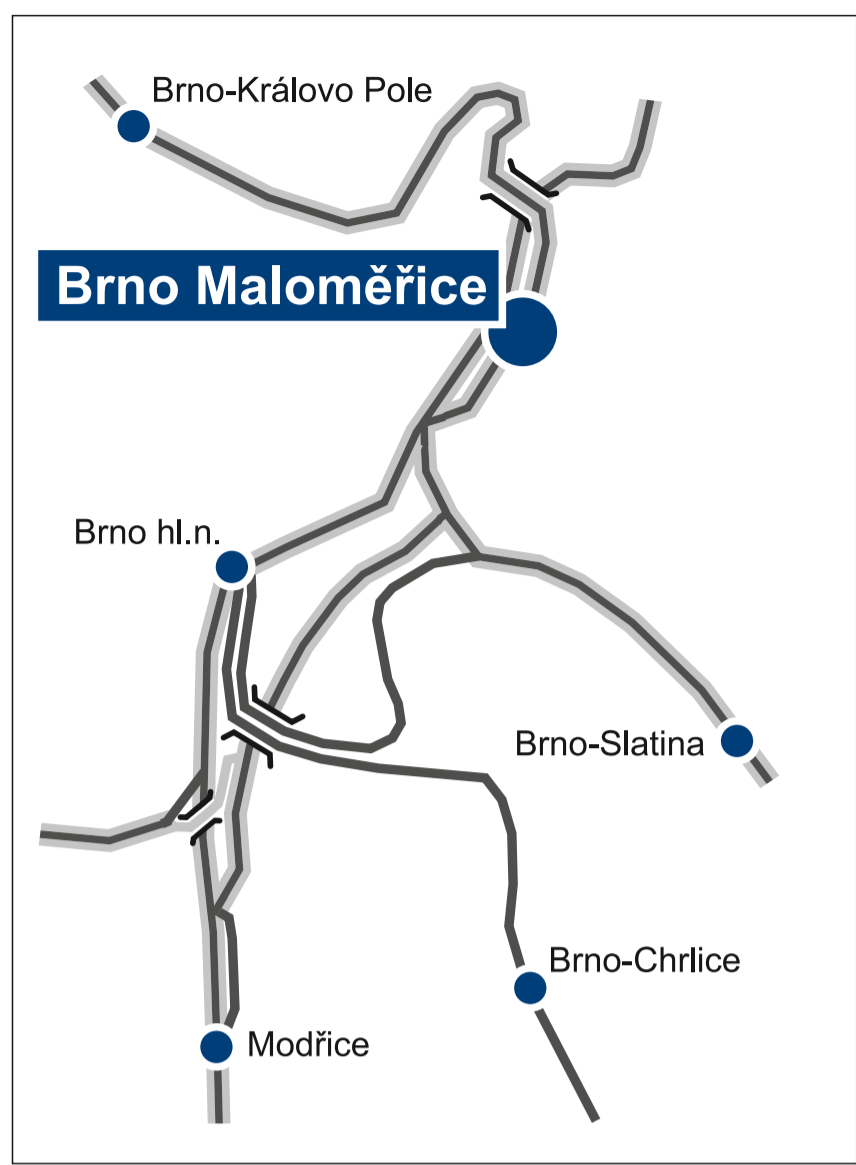 Brno-Královo Pole
Brno Maloměřice
Brno hl.n.
Brno-Slatina
Brno-Chrlice
Modřice